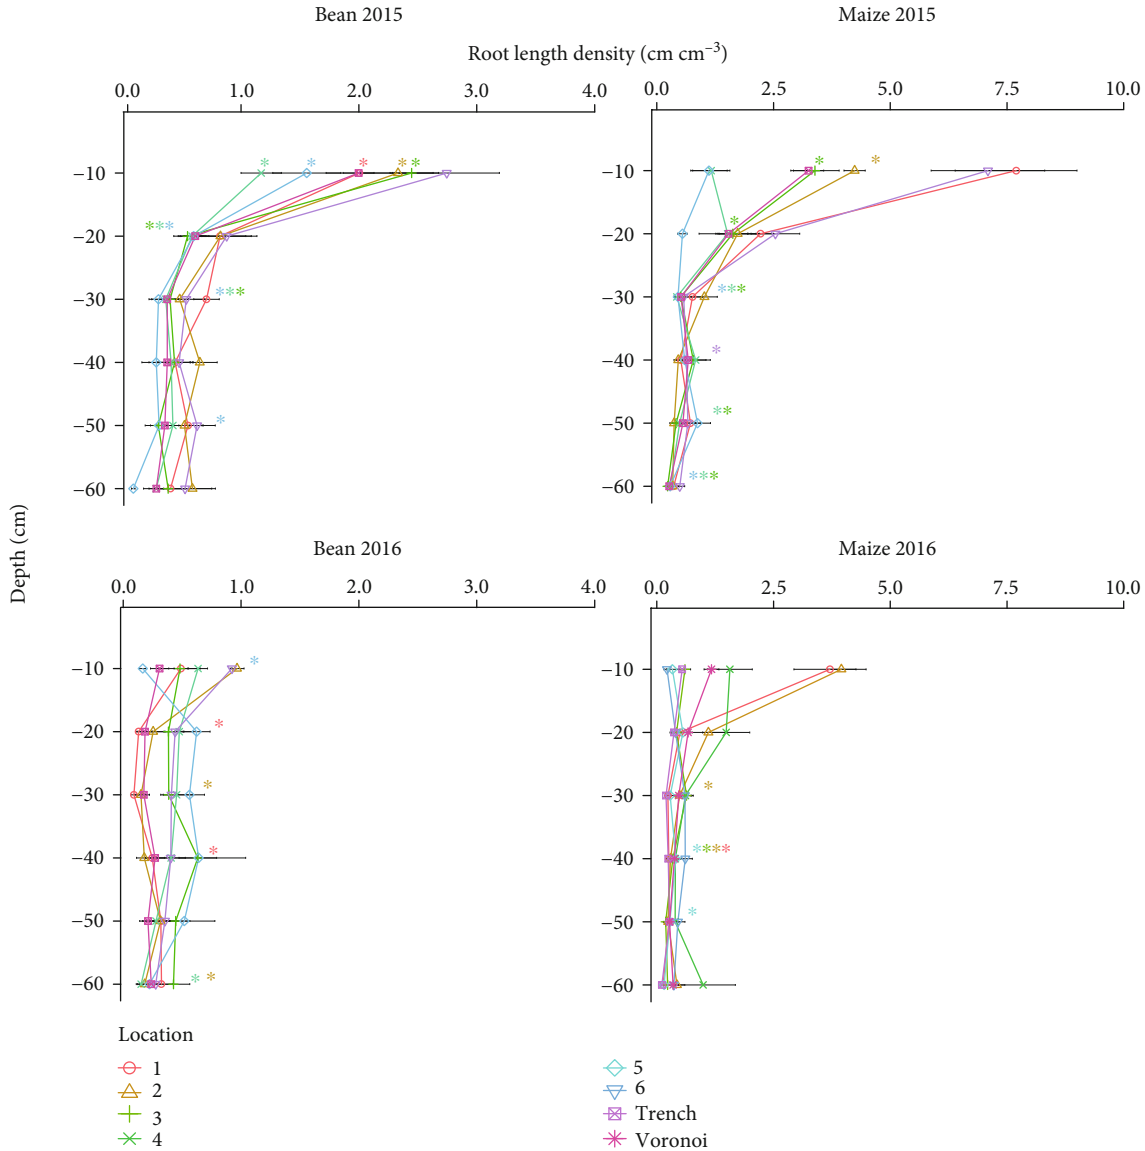 Bean 2015
Maize 2015
Root length density (cm cm⁻³)
0.0 1.0 2.0 3.0 4.0
0.0 2.5 7.5 7.5 10.0
−10
−20
−30
−40
−50
−60
−10
−20
−30
−40
−50
−60
Depth (cm)
Bean 2016
Maize 2016
0.0 1.0 2.0 3.0 4.0
0.0 2.5 5.0 7.5 10.0
−10
−20
−30
−40
−50
−60
−10
−20
−30
−40
−50
−60
Location
1
2
3
4
5
6
Trench
Voronoi